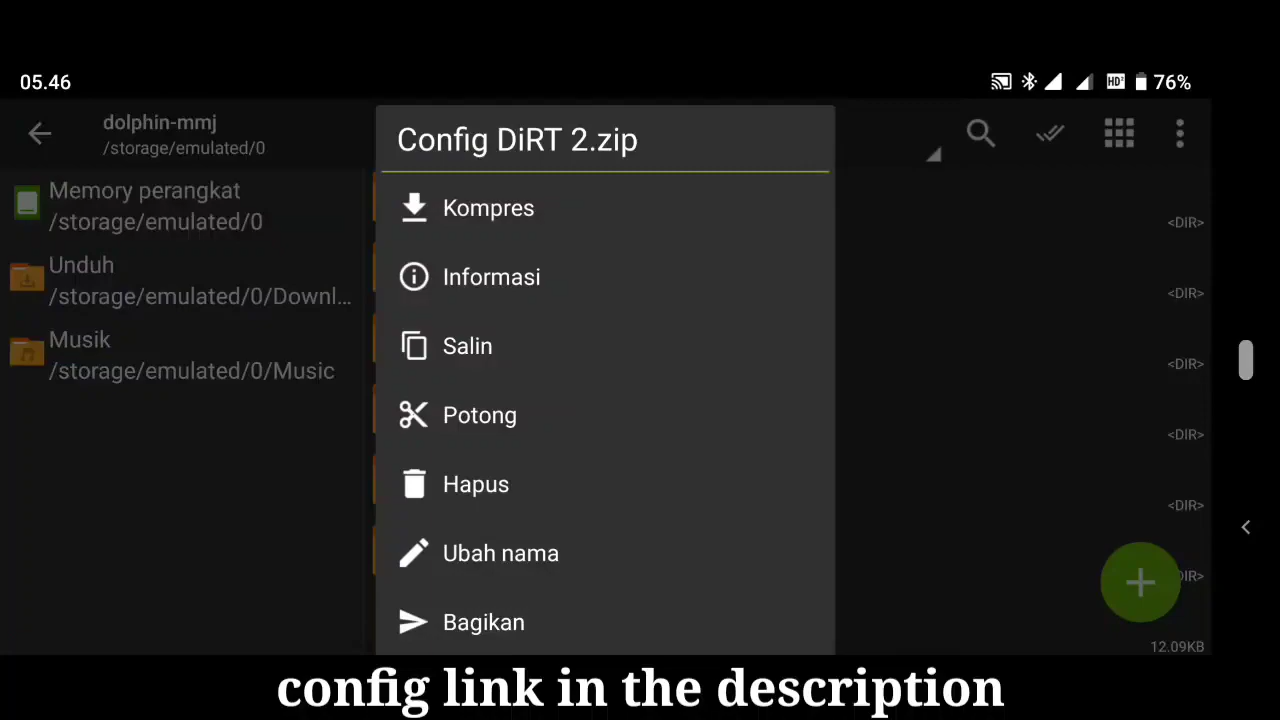 05.46
HD²
76%
dolphin-mmj
/storage/emulated/0
Memory perangkat
/storage/emulated/0
Unduh
/storage/emulated/0/Downl...
Musik
/storage/emulated/0/Music
Config DiRT 2.zip
Kompres
Informasi
Salin
Potong
Hapus
Ubah nama
Bagikan
<DIR>
<DIR>
<DIR>
<DIR>
<DIR>
DIR>
12.09KB
config link in the description